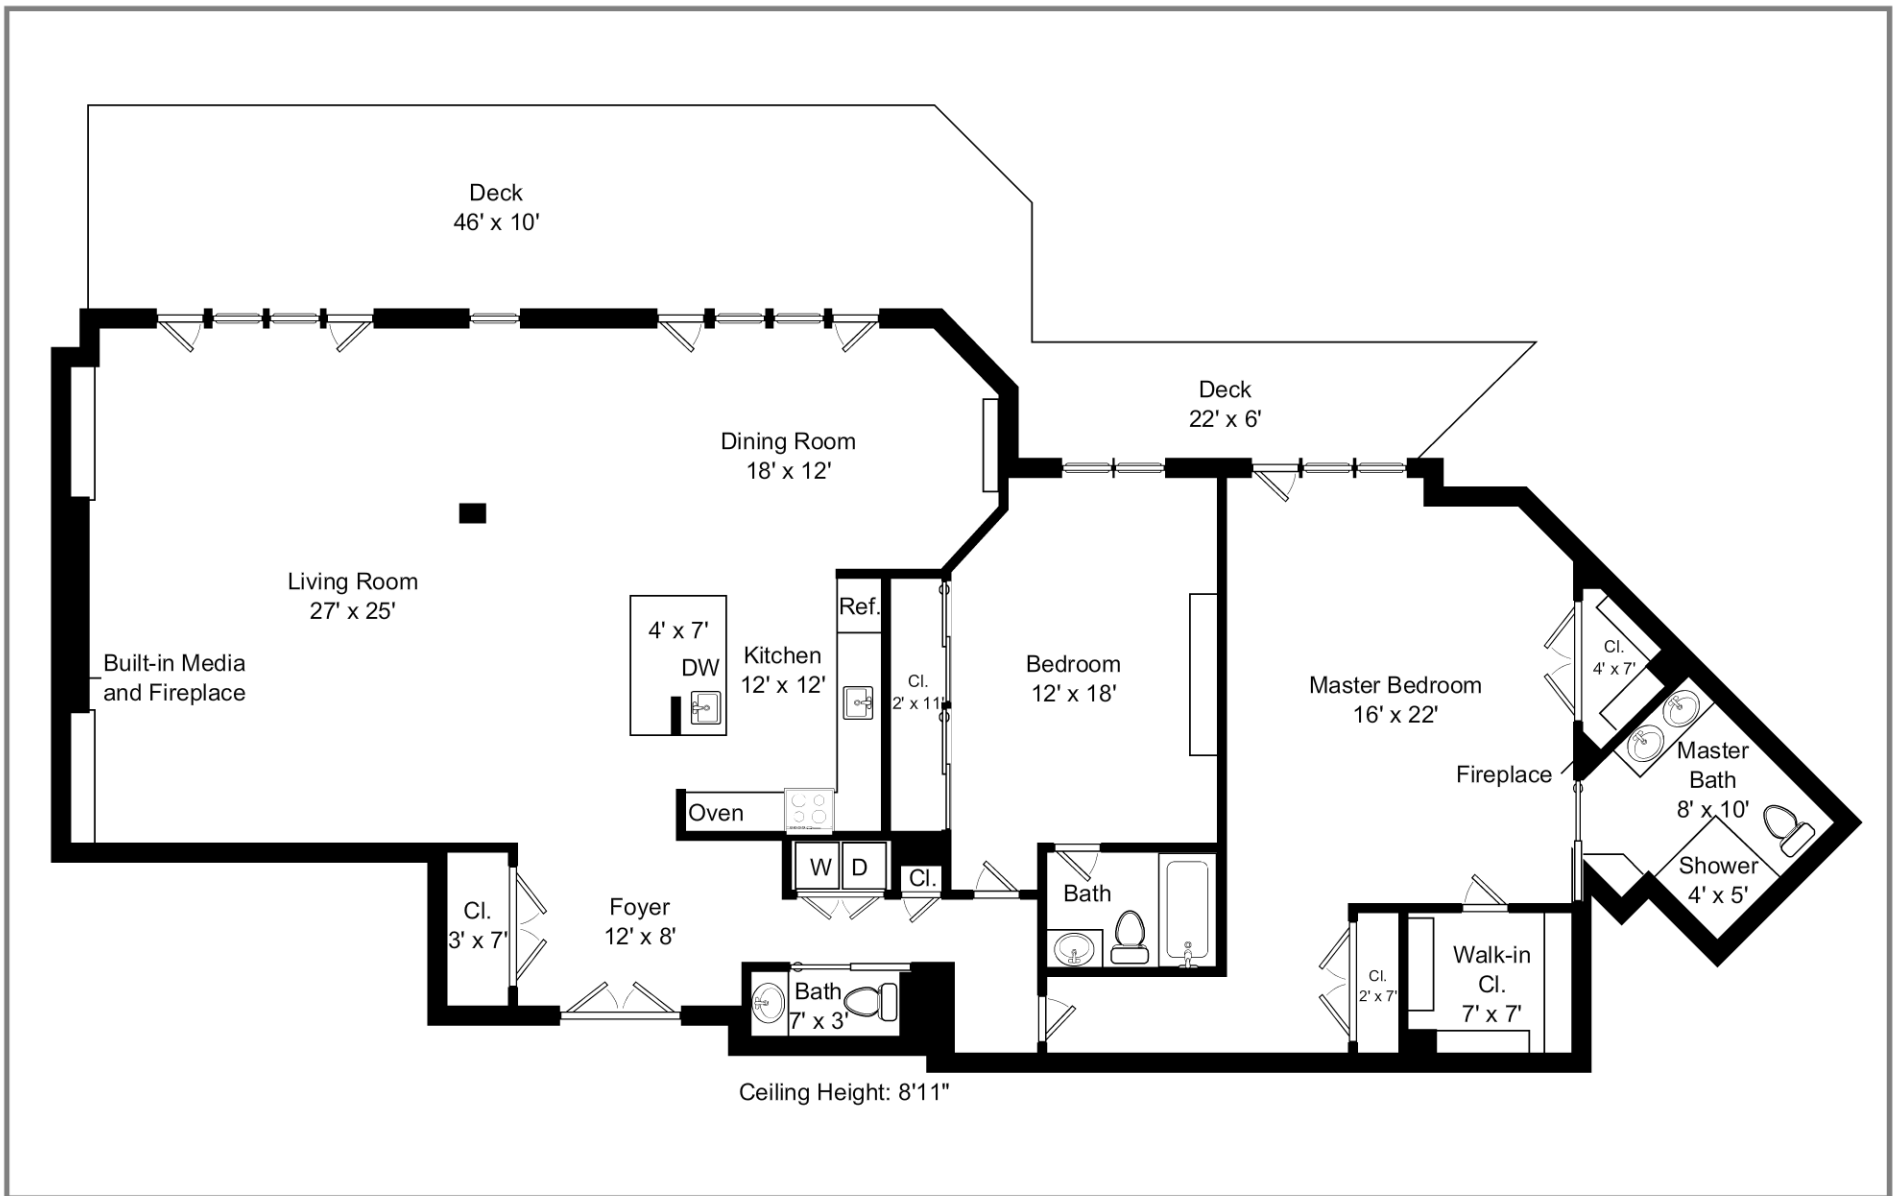 Deck
46' x 10'
Deck
22' x 6'
Dining Room
18' x 12'
Living Room
27' x 25'
Built-in Media
and Fireplace
4' x 7'
DW
Kitchen
12' x 12'
Ref.
Oven
Cl.
2' x 11'
Bedroom
12' x 18'
Master Bedroom
16' x 22'
Fireplace
Cl.
4' x 7'
Master
Bath
8' x 10'
Shower
4' x 5'
W
D
Cl.
Bath
Cl.
3' x 7'
Foyer
12' x 8'
Bath
7' x 3'
Cl.
2' x 7'
Walk-in
Cl.
7' x 7'
Ceiling Height: 8'11"